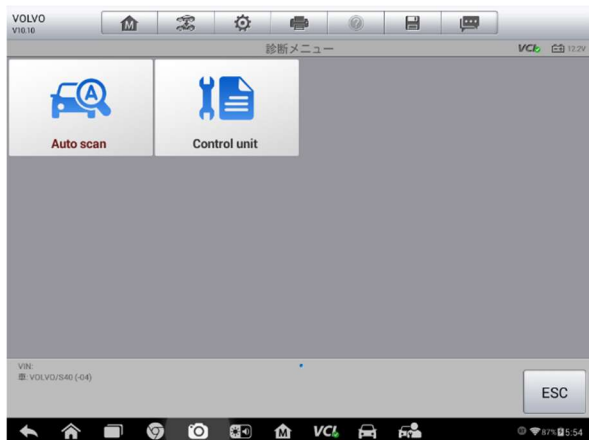 VOLVO
V10.10
診断メニュー
VCI
12.2V
Auto scan
Control unit
VIN:
車: VOLVO/S40 (-04)
ESC
VCI
87%
5:54